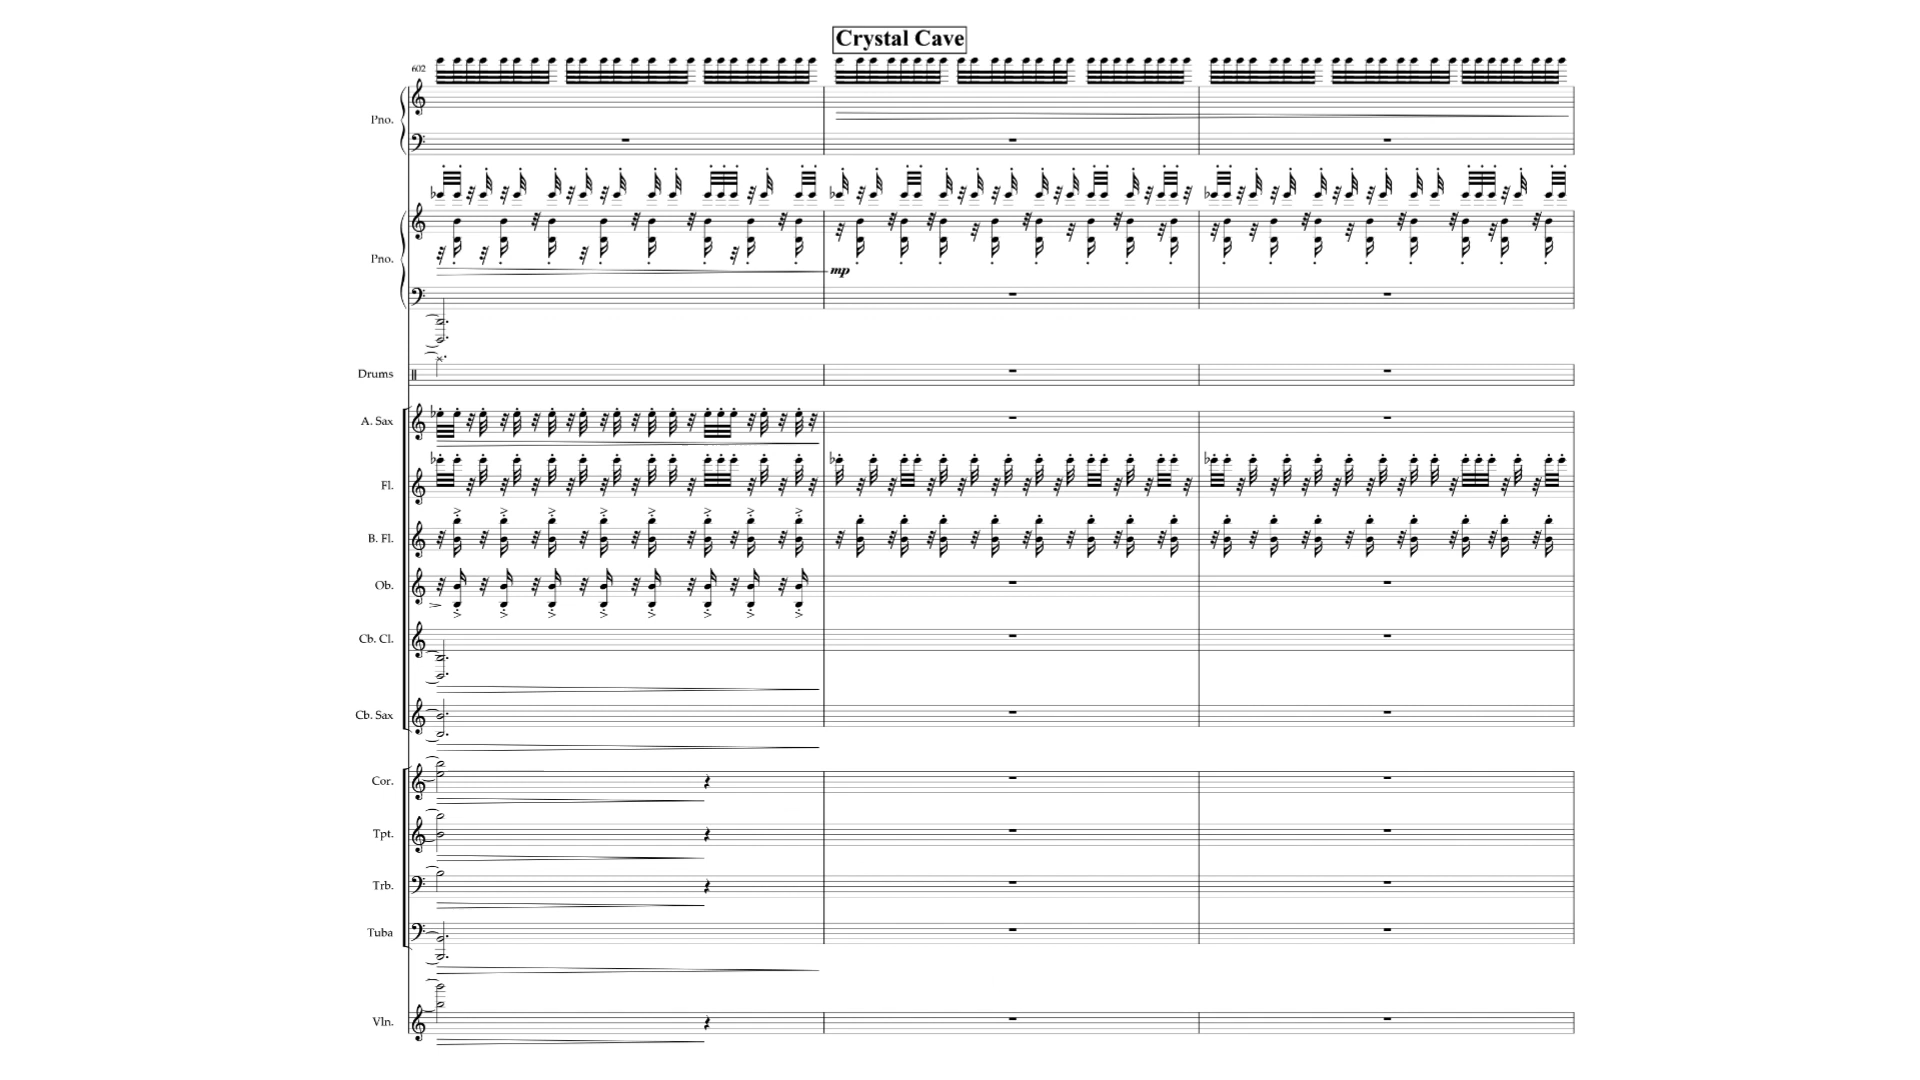 Crystal Cave
602
Pno.
Pno.
mp
Drums
A. Sax
Fl.
B. Fl.
Ob.
Cb. Cl.
Cb. Sax
Cor.
Tpt.
Trb.
Tuba
Vln.